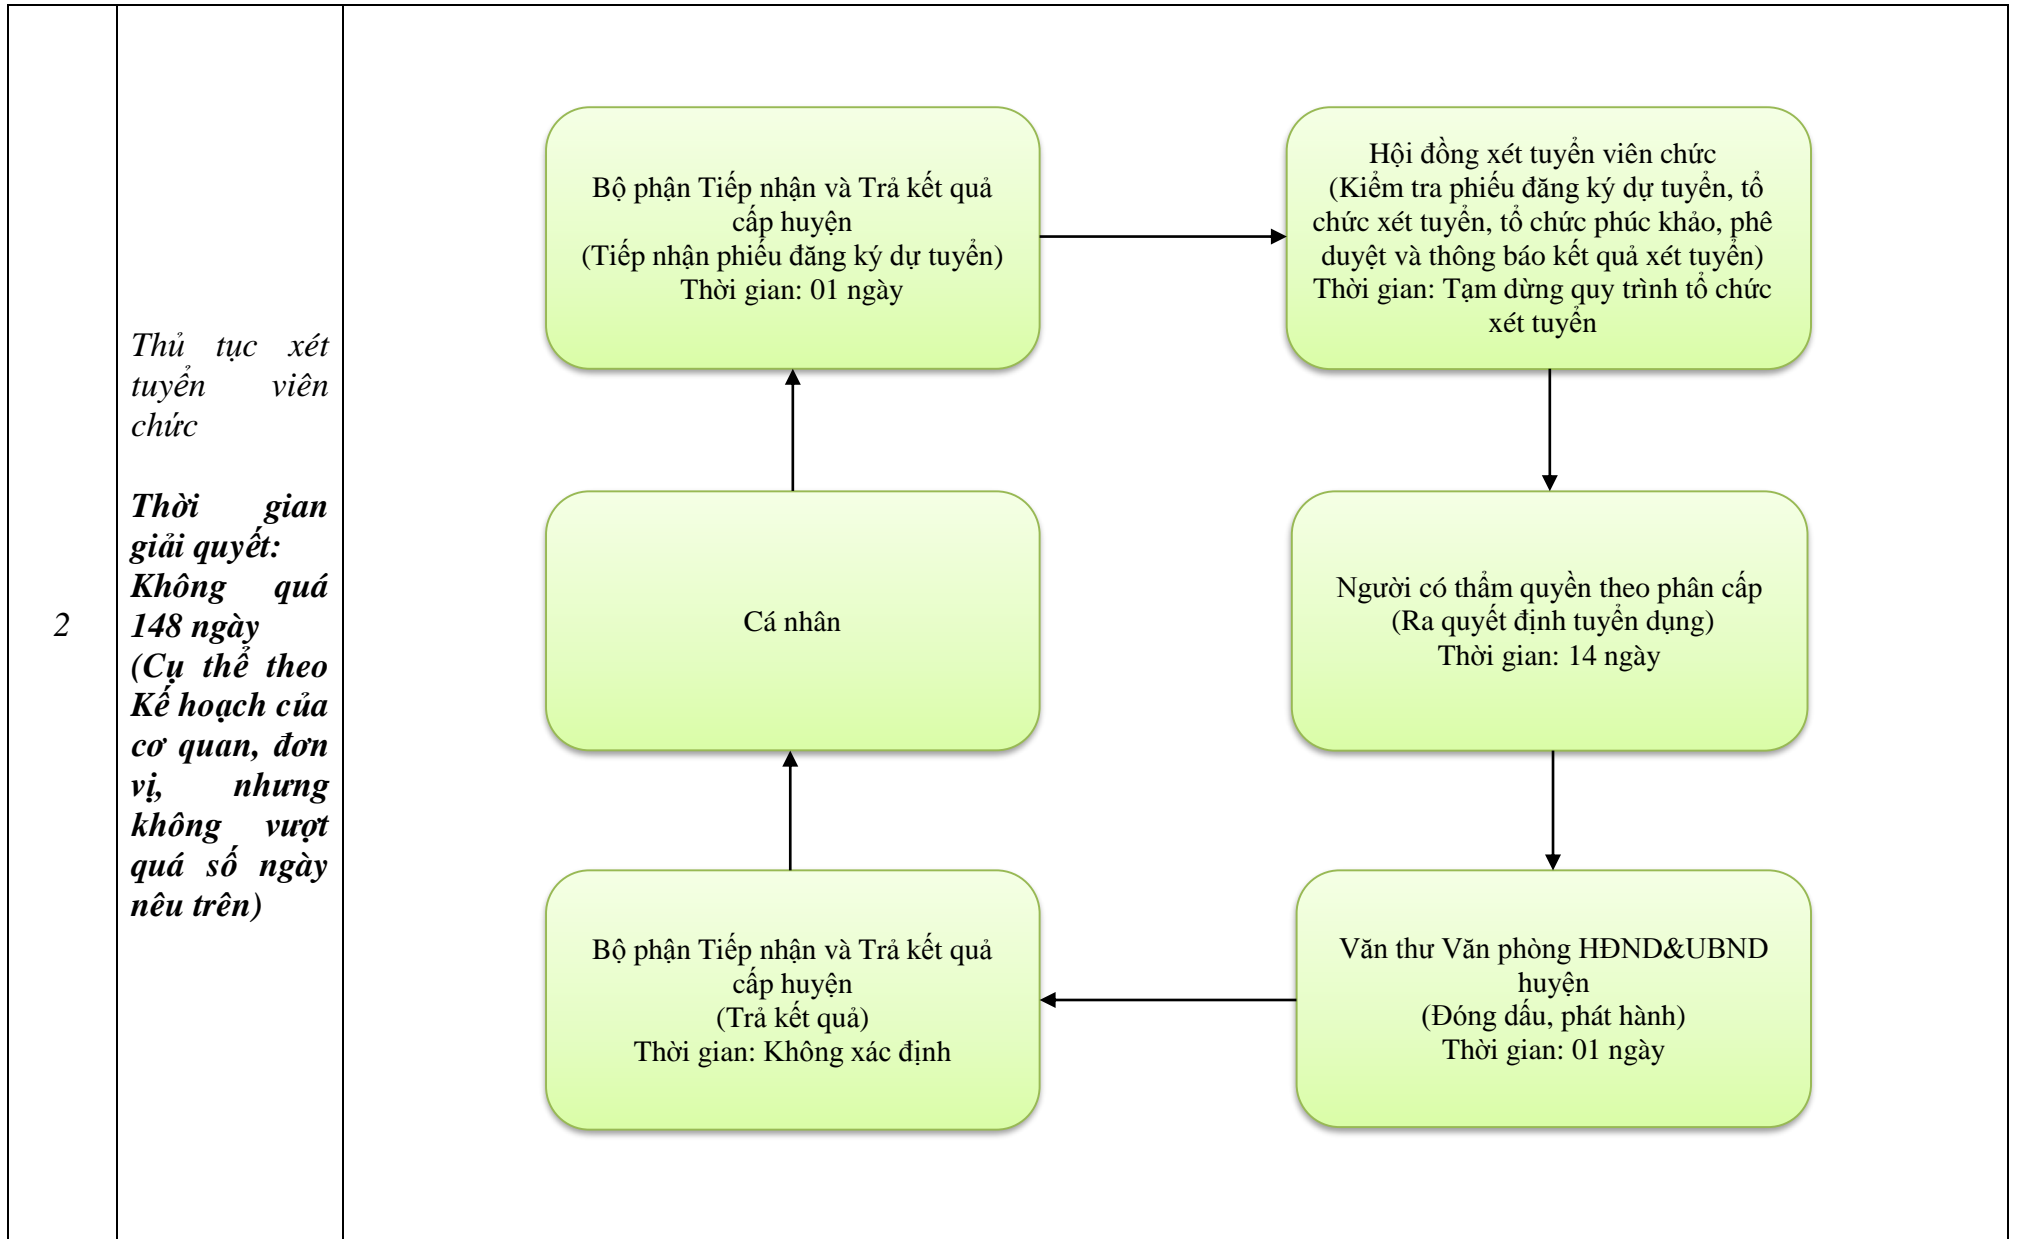 2
Thủ tục xét
tuyển viên
chức
Thời gian
giải quyết:
Không quá
148 ngày
(Cụ thể theo
Kế hoạch của
cơ quan, đơn
vị, nhưng
không vượt
quá số ngày
nêu trên)
Bộ phận Tiếp nhận và Trả kết quả
cấp huyện
(Tiếp nhận phiếu đăng ký dự tuyển)
Thời gian: 01 ngày
Hội đồng xét tuyển viên chức
(Kiểm tra phiếu đăng ký dự tuyển, tổ
chức xét tuyển, tổ chức phúc khảo, phê
duyệt và thông báo kết quả xét tuyển)
Thời gian: Tạm dừng quy trình tổ chức
xét tuyển
Cá nhân
Người có thẩm quyền theo phân cấp
(Ra quyết định tuyển dụng)
Thời gian: 14 ngày
Bộ phận Tiếp nhận và Trả kết quả
cấp huyện
(Trả kết quả)
Thời gian: Không xác định
Văn thư Văn phòng HĐND&UBND
huyện
(Đóng dấu, phát hành)
Thời gian: 01 ngày